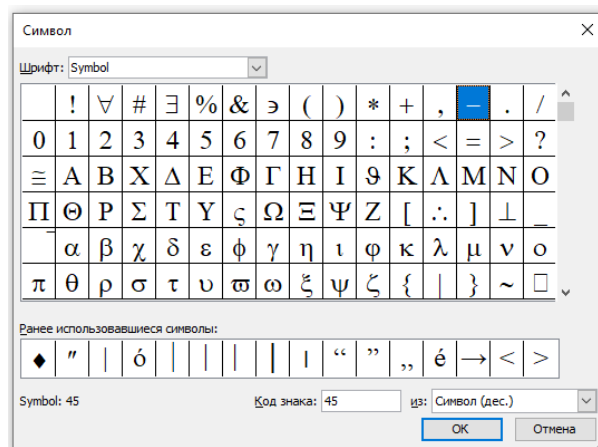 Символ
Шрифт: Symbol
! ∀ # ∃ % & ϶ ( ) ∗ + , − . /
0 1 2 3 4 5 6 7 8 9 : ; < = > ?
≅ Α Β Χ Δ Ε Φ Γ Η Ι ϑ Κ Λ Μ Ν Ο
Π Θ Ρ Σ Τ Υ ς Ω Ξ Ψ Ζ [ ∴ ] ⊥ _
‾ α β χ δ ε ϕ γ η ι φ κ λ μ ν ο
π θ ρ σ τ υ ϖ ω ξ ψ ζ { | } ~ □
Ранее использовавшиеся символы:
♦ ″ | ó | | | | | ı “ ” „ é → < >
Symbol: 45 Код знака: 45 из: Символ (дес.)
ОК Отмена